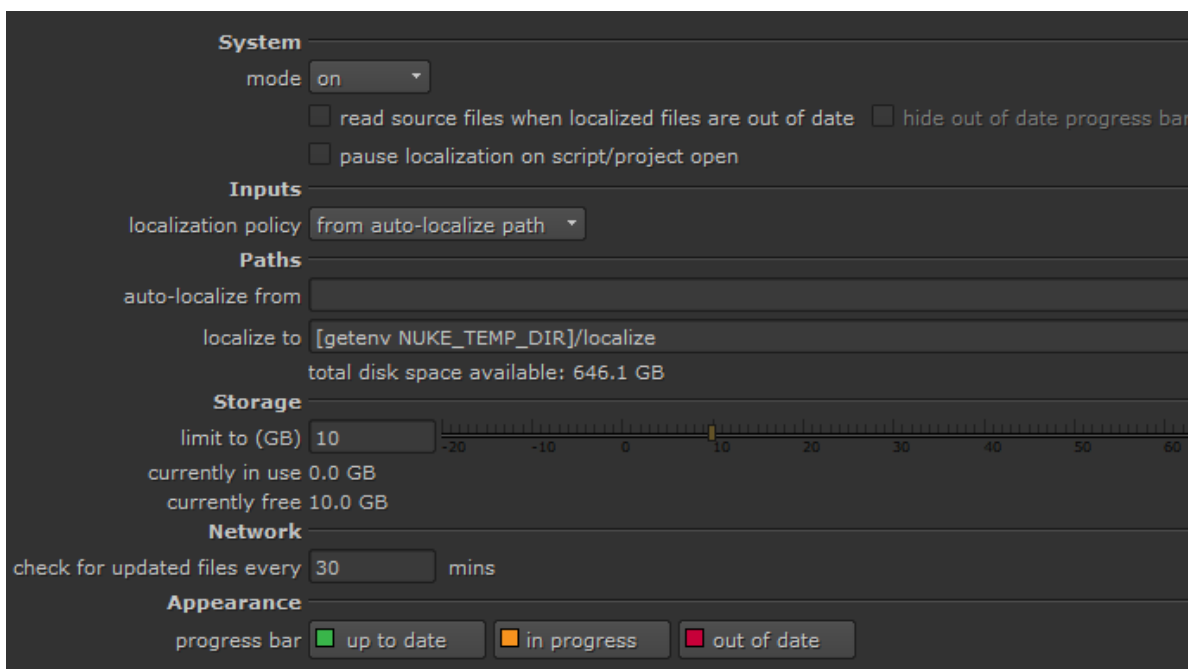 System
mode on
read source files when localized files are out of date hide out of date progress bar
pause localization on script/project open
Inputs
localization policy from auto-localize path
Paths
auto-localize from
localize to [getenv NUKE_TEMP_DIR]/localize
total disk space available: 646.1 GB
Storage
limit to (GB) 10
-20 -10 0 10 20 30 40 50 60
currently in use 0.0 GB
currently free 10.0 GB
Network
check for updated files every 30 mins
Appearance
progress bar up to date in progress out of date